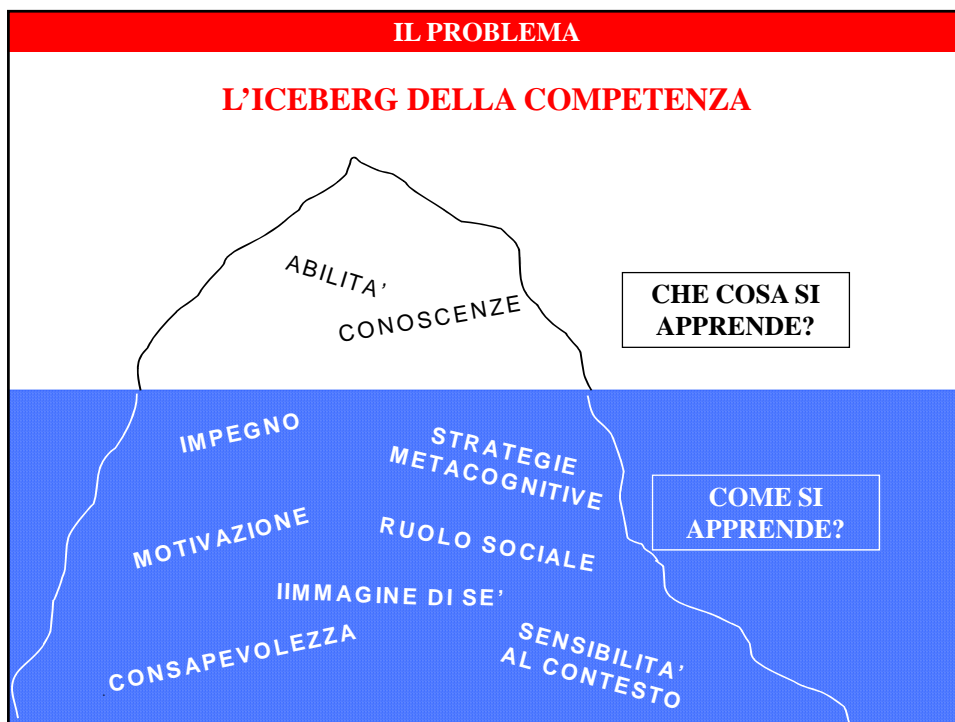 IL PROBLEMA
L'ICEBERG DELLA COMPETENZA
ABILITA'
CONOSCENZE
CHE COSA SI
APPRENDE?
IMPEGNO
STRATEGIE
METACOGNITIVE
COME SI
APPRENDE?
MOTIVAZIONE
RUOLO SOCIALE
IIMMAGINE DI SE'
CONSAPEVOLEZZA
SENSIBILITA'
AL CONTESTO